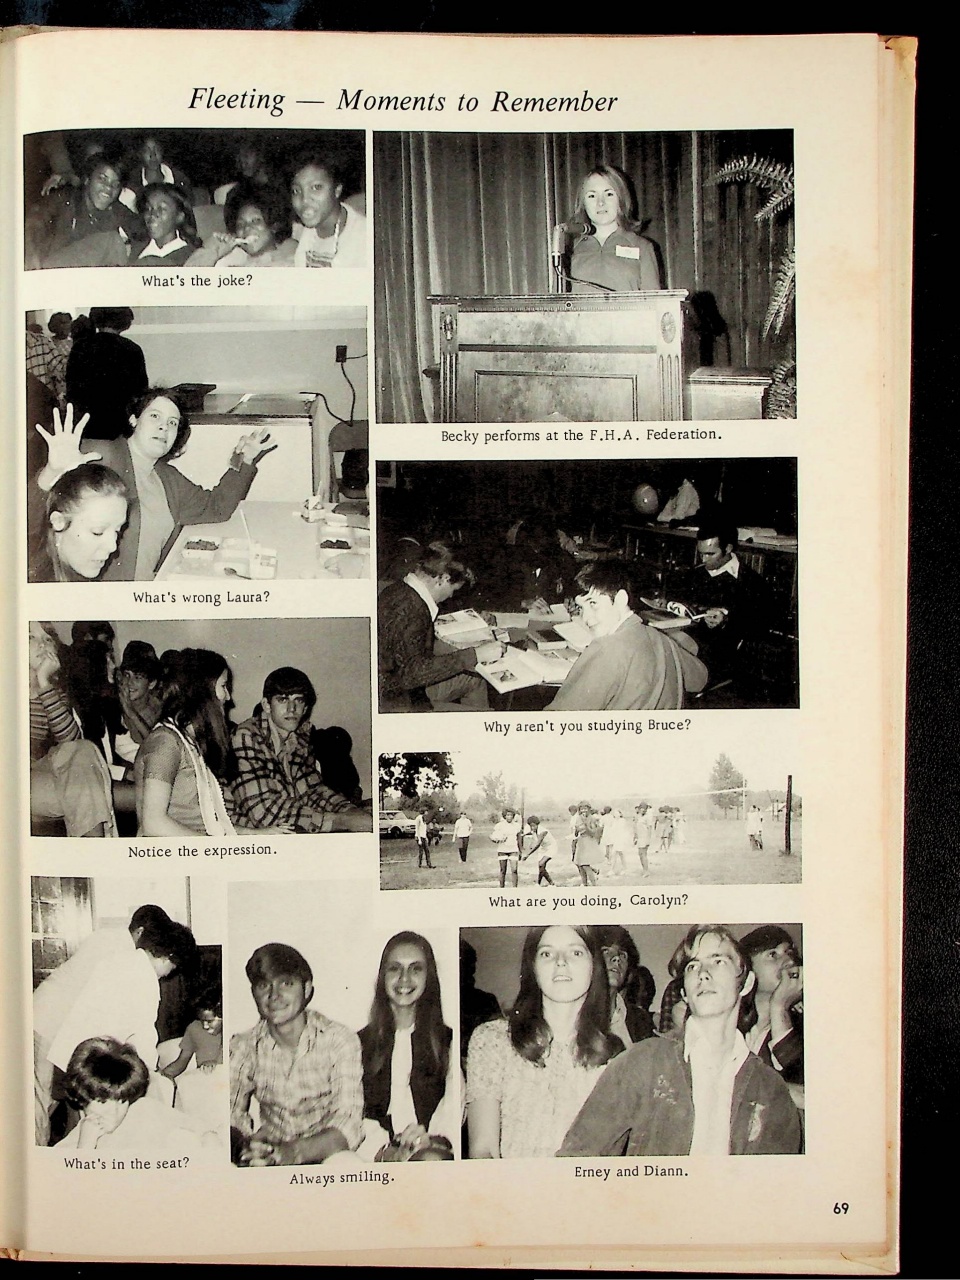 Fleeting — Moments to Remember
What's the joke?
Becky performs at the F.H.A. Federation.
What's wrong Laura?
Why aren't you studying Bruce?
Notice the expression.
What are you doing, Carolyn?
What's in the seat?
Always smiling.
Erney and Diann.
69